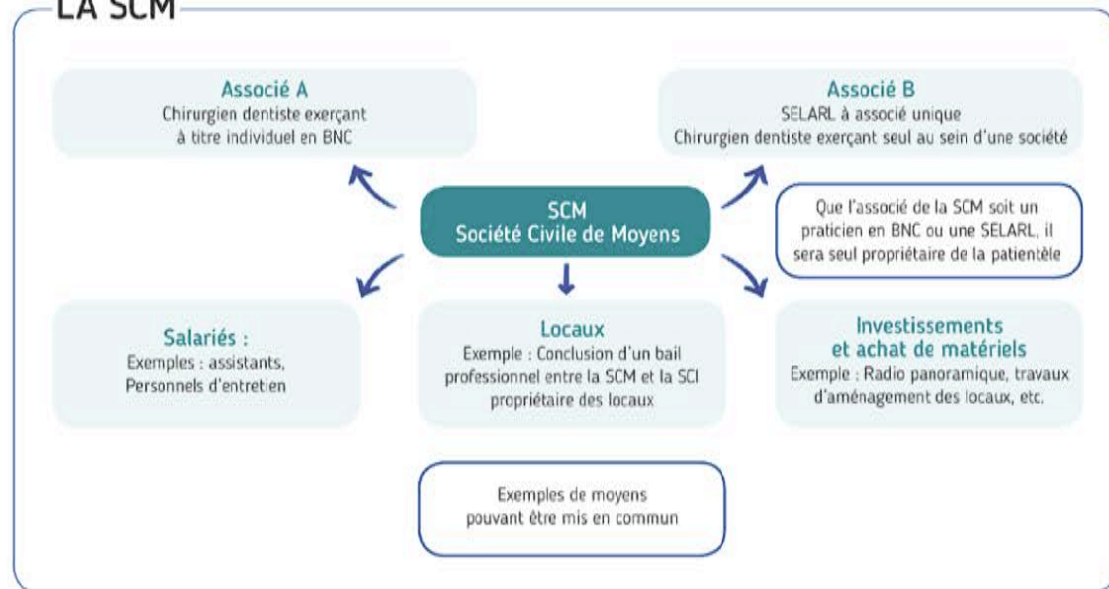 LA SCM
Associé A
Chirurgien dentiste exerçant
à titre individuel en BNC
Associé B
SELARL à associé unique
Chirurgien dentiste exerçant seul au sein d'une société
SCM
Société Civile de Moyens
Que l'associé de la SCM soit un
praticien en BNC ou une SELARL, il
sera seul propriétaire de la patientèle
Salariés :
Exemples : assistants,
Personnels d'entretien
Locaux
Exemple : Conclusion d'un bail
professionnel entre la SCM et la SCI
propriétaire des locaux
Investissements
et achat de matériels
Exemple : Radio panoramique, travaux
d'aménagement des locaux, etc.
Exemples de moyens
pouvant être mis en commun